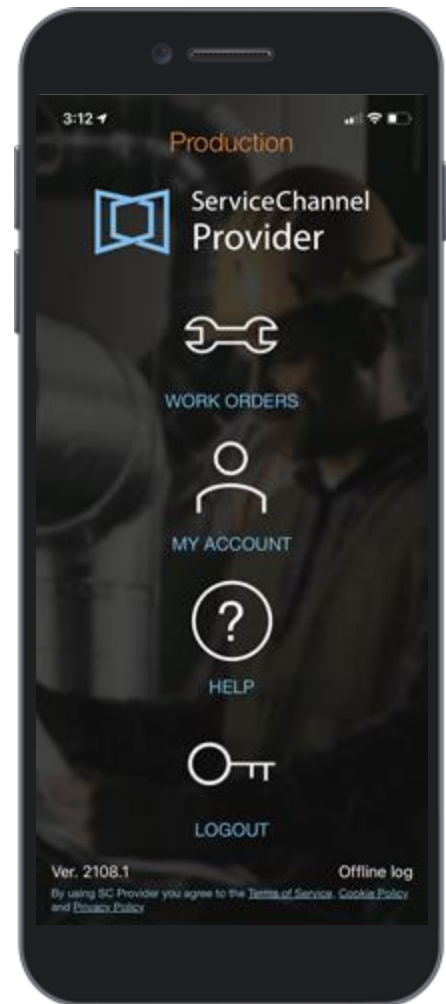 3:12
Production
ServiceChannel
Provider
WORK ORDERS
MY ACCOUNT
?
HELP
LOGOUT
Ver. 2108.1 Offline log
By using SC Provider you agree to the Terms of Service, Cookie Policy
and Privacy Policy